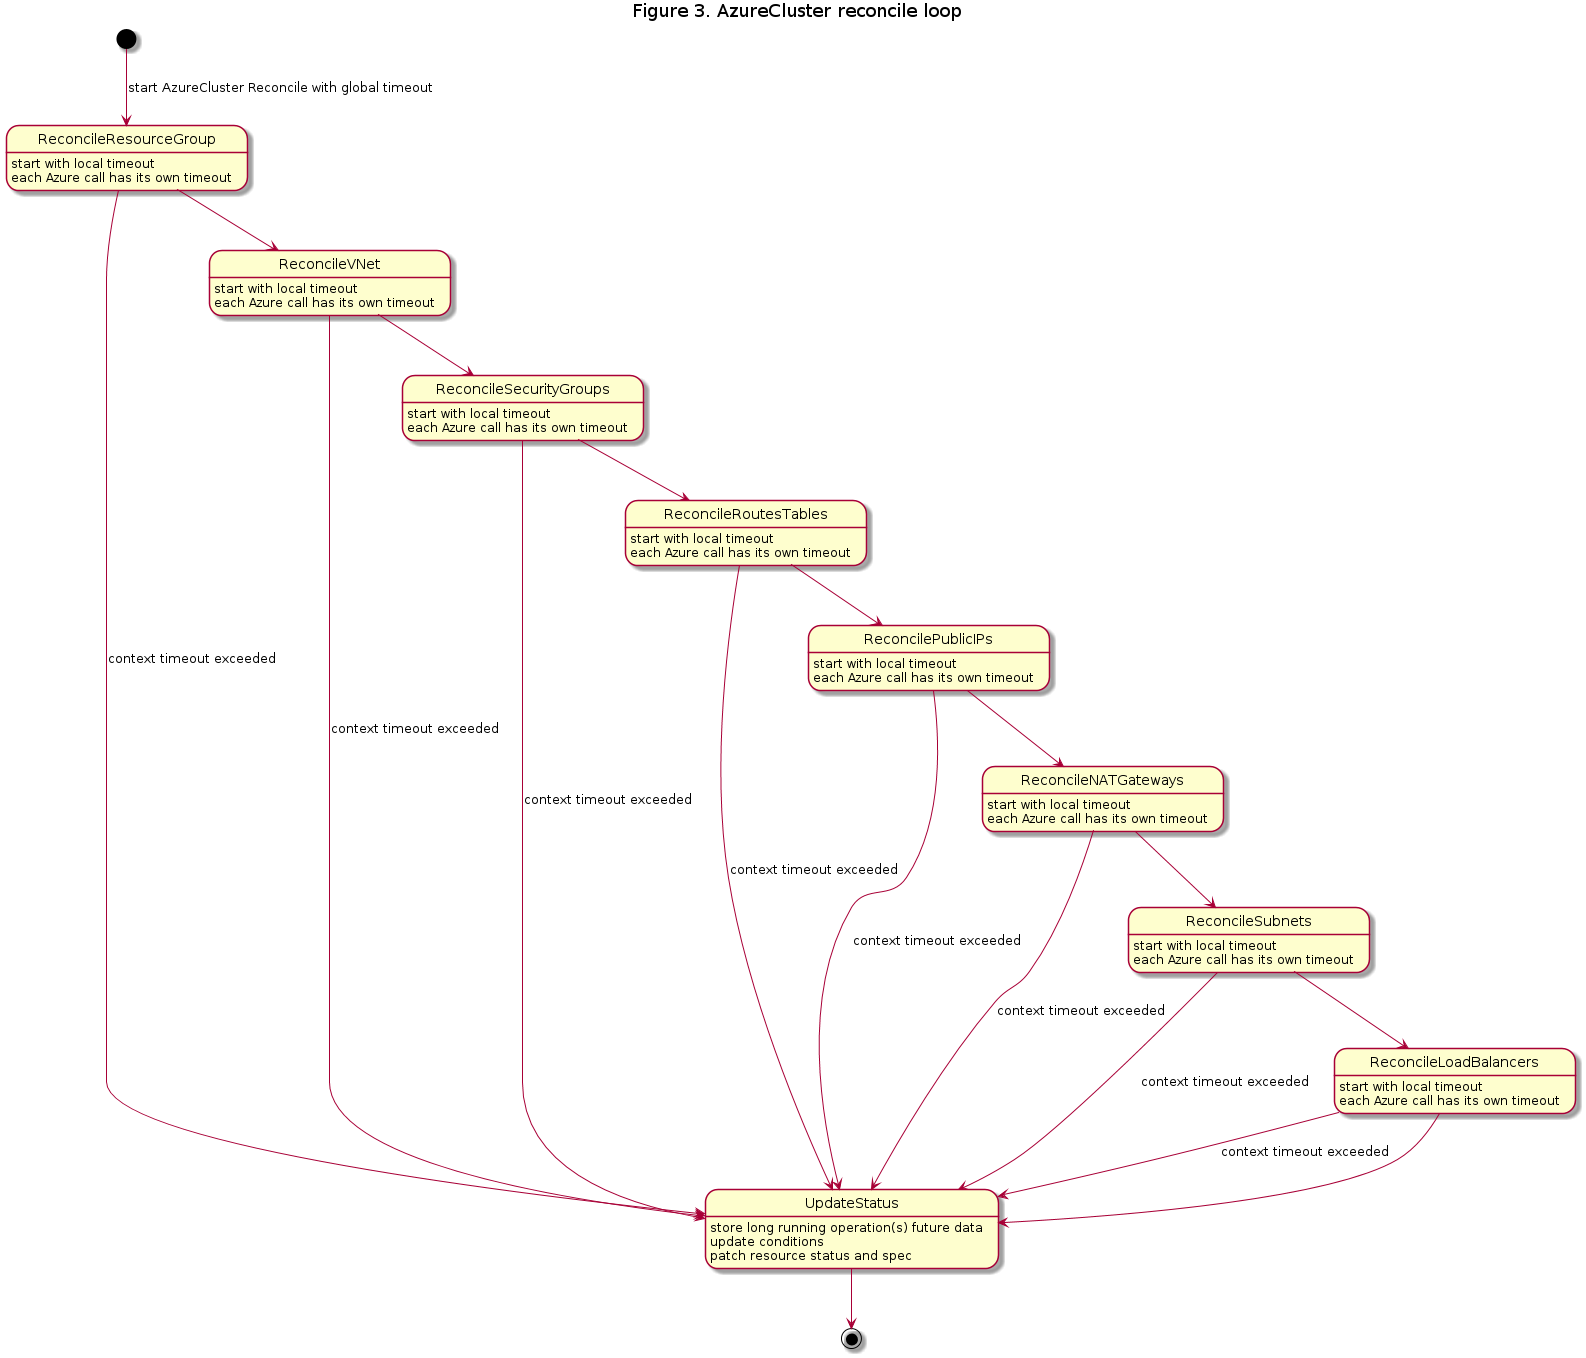 Figure 3. AzureCluster reconcile loop
start AzureCluster Reconcile with global timeout
ReconcileResourceGroup
start with local timeout
each Azure call has its own timeout
ReconcileVNet
start with local timeout
each Azure call has its own timeout
ReconcileSecurityGroups
start with local timeout
each Azure call has its own timeout
ReconcileRoutesTables
start with local timeout
each Azure call has its own timeout
ReconcilePublicIPs
start with local timeout
each Azure call has its own timeout
context timeout exceeded
context timeout exceeded
ReconcileNATGateways
start with local timeout
each Azure call has its own timeout
context timeout exceeded
context timeout exceeded
ReconcileSubnets
start with local timeout
each Azure call has its own timeout
context timeout exceeded
context timeout exceeded
ReconcileLoadBalancers
start with local timeout
each Azure call has its own timeout
context timeout exceeded
context timeout exceeded
UpdateStatus
store long running operation(s) future data
update conditions
patch resource status and spec